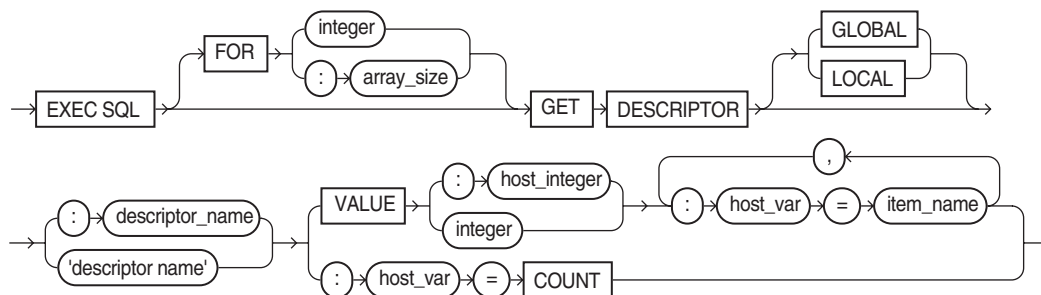 integer
FOR
: array_size
GLOBAL
LOCAL
EXEC SQL
GET DESCRIPTOR
,
: host_integer
VALUE
integer
: host_var = item_name
: descriptor_name
'descriptor name'
: host_var = COUNT